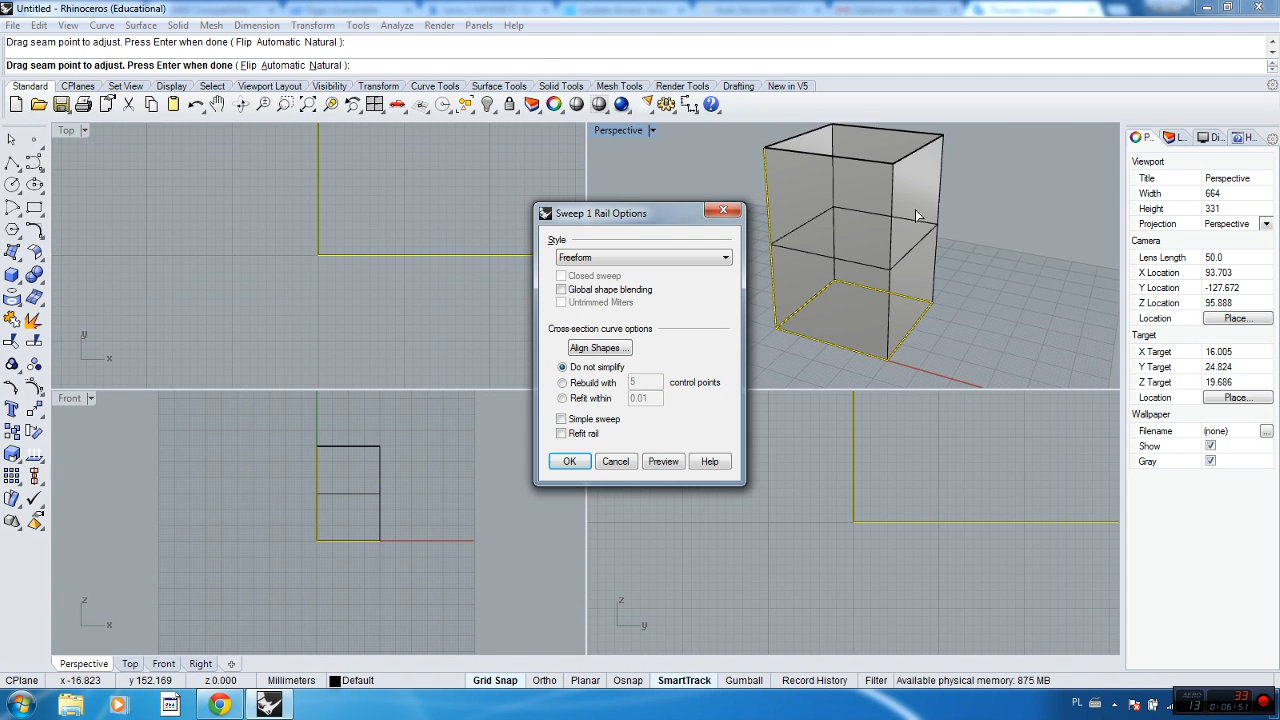 Untitled - Rhinoceros (Educational)
File Edit View Curve Surface Solid Mesh Dimension Transform Tools Analyze Render Panels Help
Drag seam point to adjust. Press Enter when done ( Flip Automatic Natural ):
Drag seam point to adjust. Press Enter when done ( Flip Automatic Natural ):
Standard CPlanes Set View Display Select Viewport Layout Visibility Transform Curve Tools Surface Tools Solid Tools Mesh Tools Render Tools Drafting New in V5
Top
Perspective
P... L... Di... H...
Viewport
Title Perspective
Width 664
Height 331
Projection Perspective
Camera
Lens Length 50.0
X Location 93.703
Y Location -127.672
Z Location 95.888
Location Place...
Target
X Target 16.005
Y Target 24.824
Z Target 19.686
Location Place...
Wallpaper
Filename (none) ...
Show
Gray
Sweep 1 Rail Options
Style
Freeform
Closed sweep
Global shape blending
Untrimmed Miters
Cross-section curve options
Align Shapes ...
Do not simplify
Rebuild with 5 control points
Refit within 0.01
Simple sweep
Refit rail
OK Cancel Preview Help
y
x
Front
z
x
z
y
Perspective Top Front Right
CPlane x -16.823 y 152.169 z 0.000 Millimeters Default Grid Snap Ortho Planar Osnap SmartTrack Gumball Record History Filter Available physical memory: 875 MB
PL
AERO
13
33
0:06:51